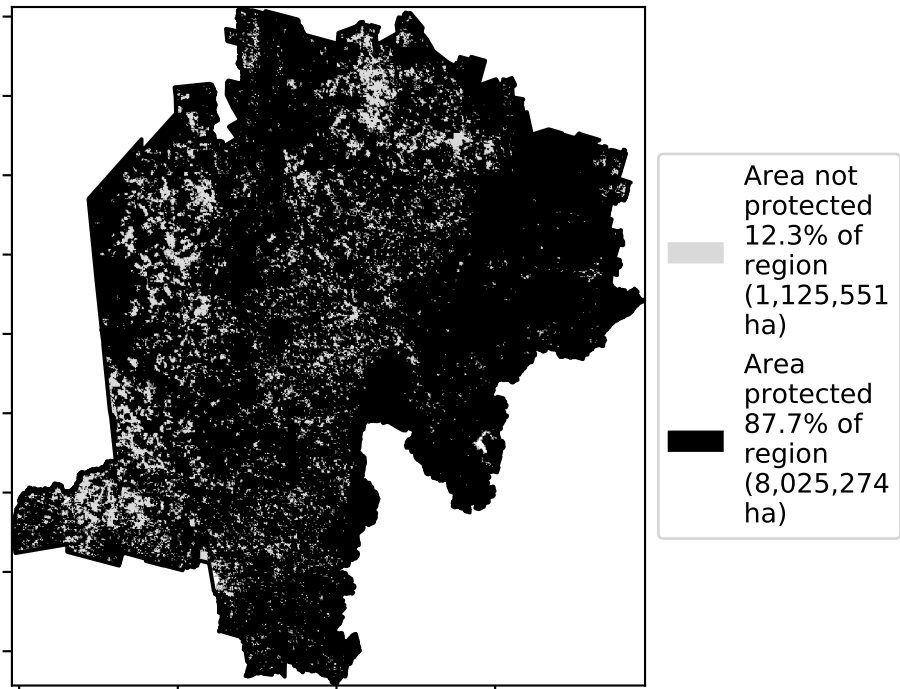 Area not
protected
12.3% of
region
(1,125,551
ha)
Area
protected
87.7% of
region
(8,025,274
ha)